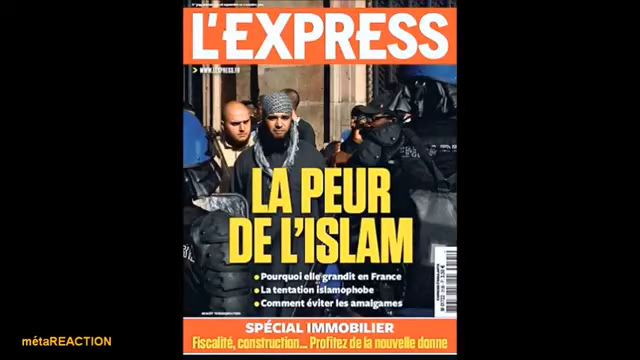 L'EXPRESS
WWW.LEXPRESS.FR
LA PEUR
DE L'ISLAM
• Pourquoi elle grandit en France
• La tentation islamophobe
• Comment éviter les amalgames
SPÉCIAL IMMOBILIER
Fiscalité, construction... Profitez de la nouvelle donne
métaREACTION